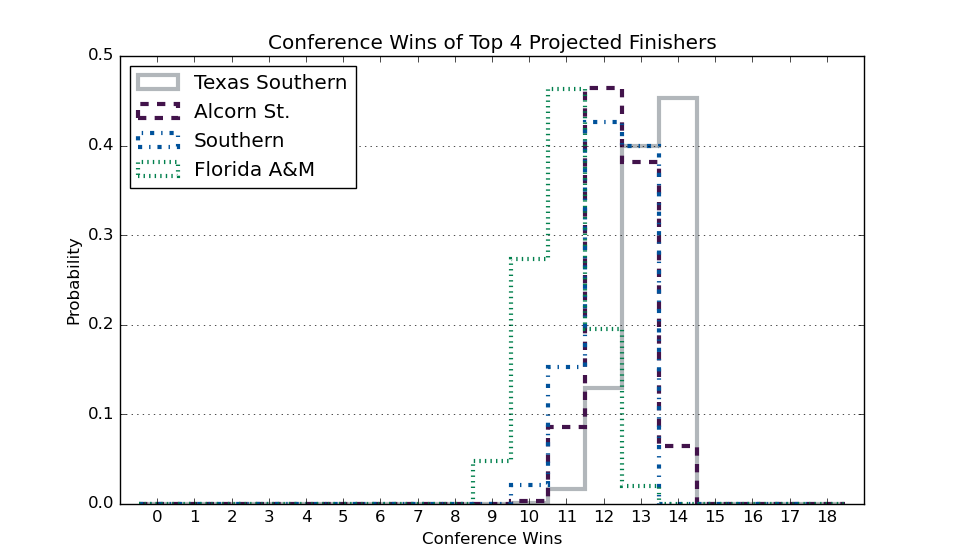 Conference Wins of Top 4 Projected Finishers
0.5
Texas Southern
Alcorn St.
Southern
Florida A&M
0.4
0.3
0.2
0.1
0.0
Probability
0 1 2 3 4 5 6 7 8 9 10 11 12 13 14 15 16 17 18
Conference Wins